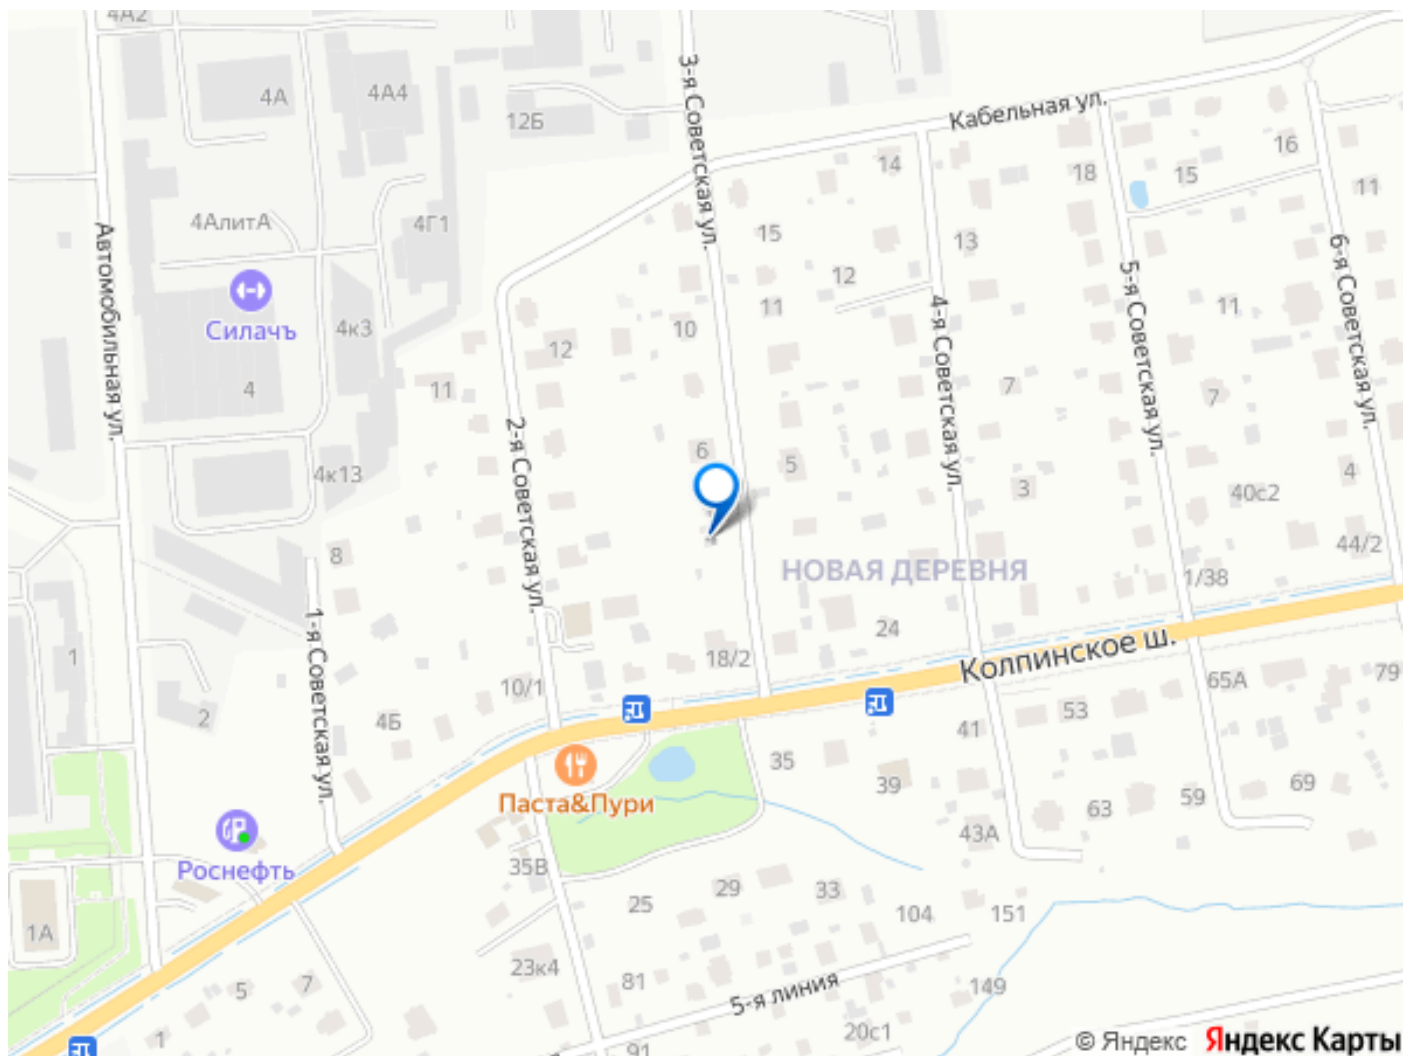 4А2
3-я Советская ул.
4А
4А4
12Б
Кабельная ул.
14
18
15
16
11
4АлитА
4Г1
Автомобильная ул.
15
13
12
6-я Советская ул.
5-я Советская ул.
Силачъ
4к3
10
11
4-я Советская ул.
11
12
4
11
7
7
2-я Советская ул.
6
5
4к13
3
40с2
4
8
НОВАЯ ДЕРЕВНЯ
44/2
1/38
1-я Советская ул.
24
1
18/2
Колпинское ш.
10/1
65А
79
2
4Б
53
41
35
39
69
Паста&Пури
59
63
43А
Роснефть
35В
29
33
25
104
151
1А
23к4
81
5-я линия
149
5
7
20с1
1
91
© Яндекс Яндекс Карты